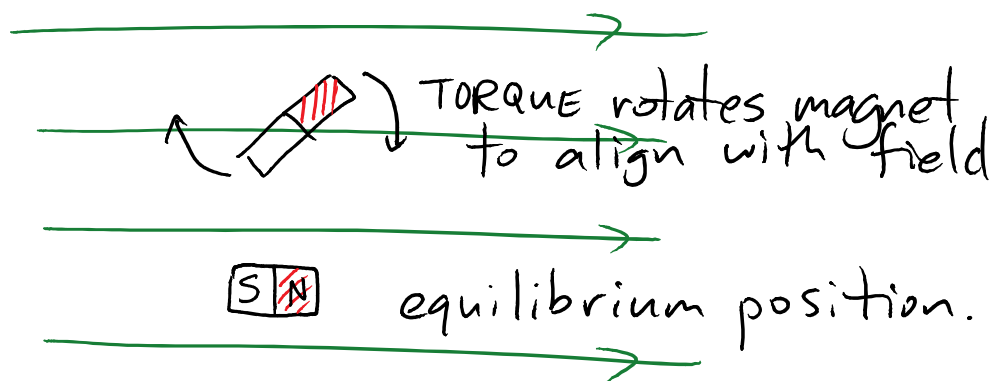 TORQUE rotates magnet
to align with field
S N
equilibrium position.